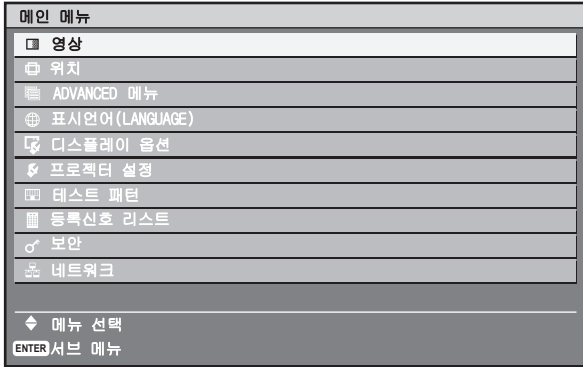 메인 메뉴
영상
위치
ADVANCED 메뉴
표시언어(LANGUAGE)
디스플레이 옵션
프로젝터 설정
테스트 패턴
등록신호 리스트
보안
네트워크
메뉴 선택
ENTER 서브 메뉴